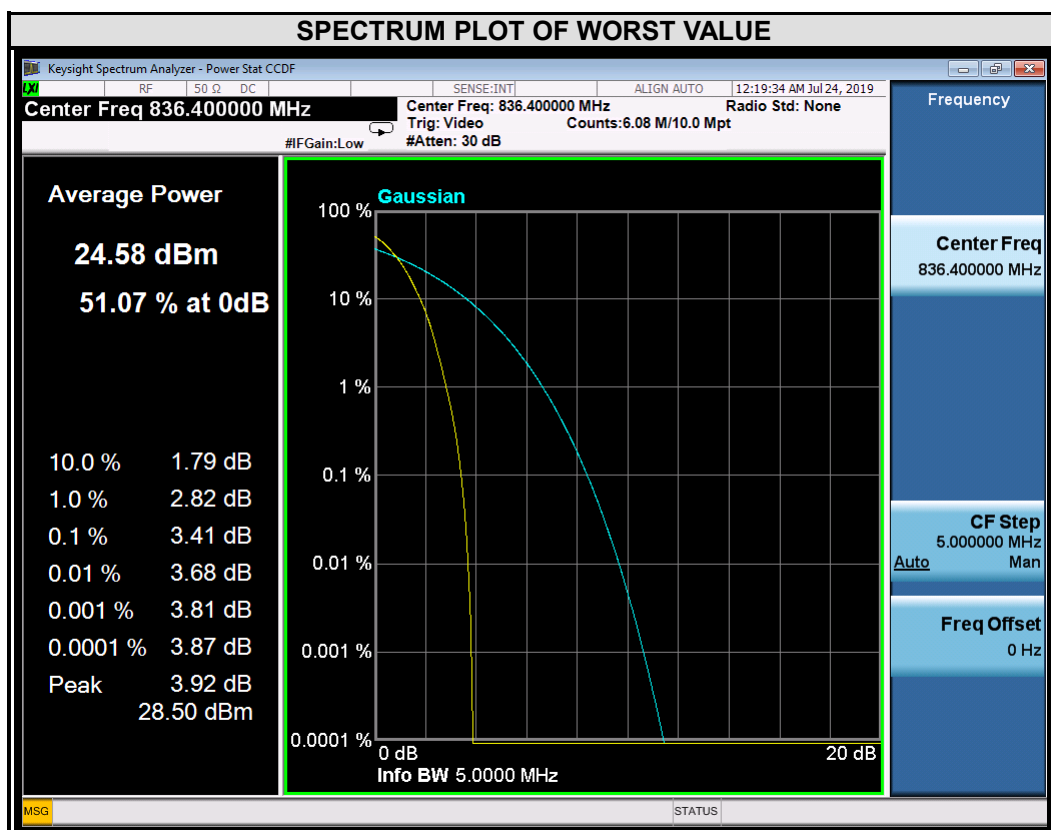 SPECTRUM PLOT OF WORST VALUE
Keysight Spectrum Analyzer - Power Stat CCDF
LXI RF 50 Ω DC SENSE:INT ALIGN AUTO 12:19:34 AM Jul 24, 2019
Center Freq 836.400000 MHz
Center Freq: 836.400000 MHz Radio Std: None
Trig: Video Counts:6.08 M/10.0 Mpt
#IFGain:Low #Atten: 30 dB
Frequency
Average Power
24.58 dBm
51.07 % at 0dB
10.0 % 1.79 dB
1.0 % 2.82 dB
0.1 % 3.41 dB
0.01 % 3.68 dB
0.001 % 3.81 dB
0.0001 % 3.87 dB
Peak 3.92 dB
28.50 dBm
Gaussian
100 %
10 %
1 %
0.1 %
0.01 %
0.001 %
0.0001 %
0 dB 20 dB
Info BW 5.0000 MHz
Center Freq
836.400000 MHz
CF Step
5.000000 MHz
Auto Man
Freq Offset
0 Hz
MSG STATUS